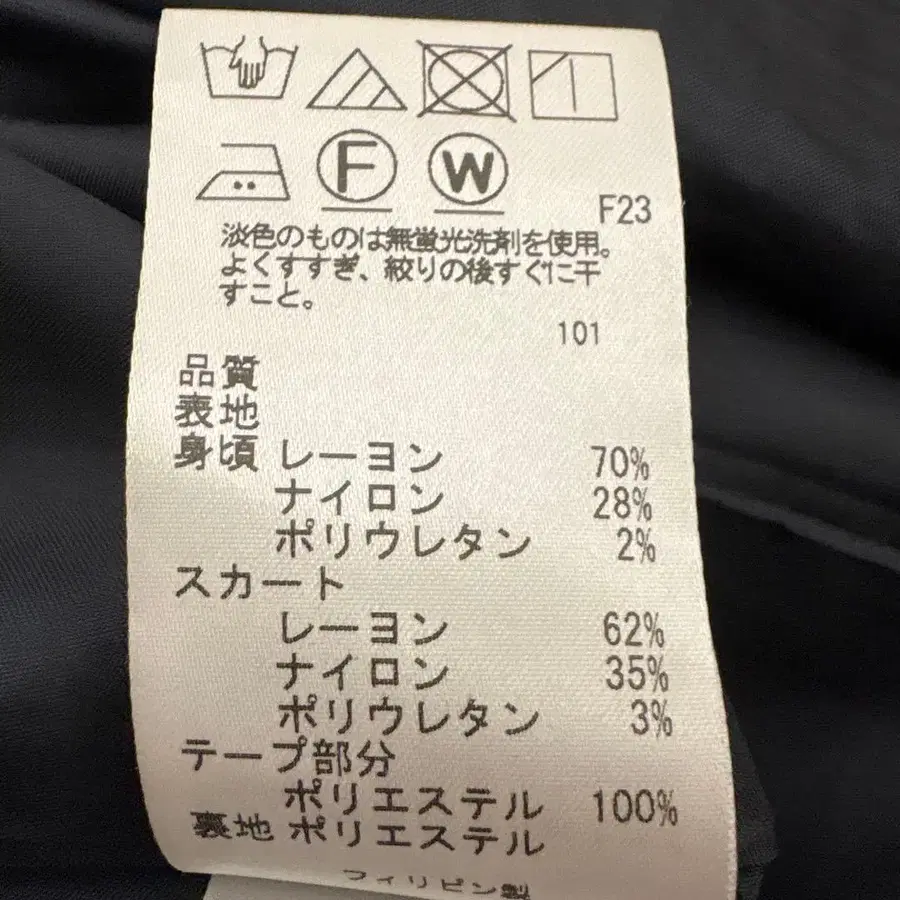 F W
F23
淡色のものは無蛍光洗剤を使用。
よくすすぎ、絞りの後すぐに干
すこと。
101
品質
表地
身頃 レーヨン 70%
ナイロン 28%
ポリウレタン 2%
スカート
レーヨン 62%
ナイロン 35%
ポリウレタン 3%
テープ部分
ポリエステル 100%
裏地 ポリエステル
フィリピン製